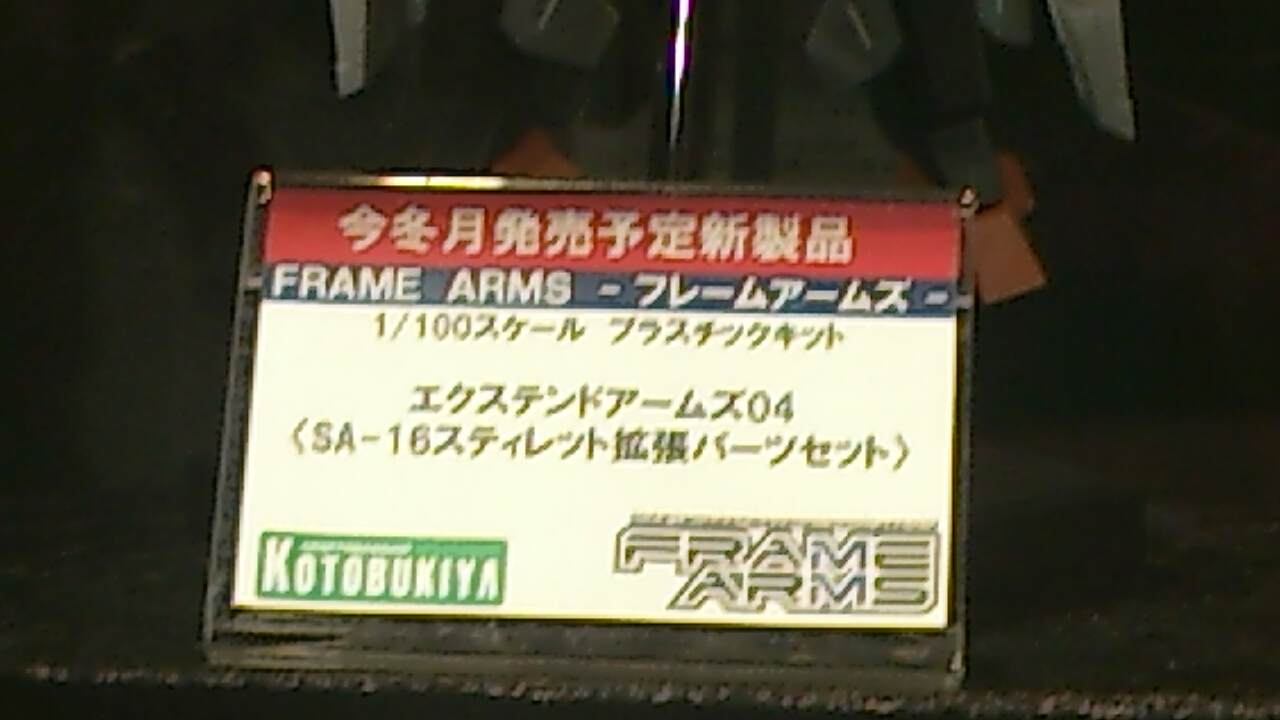 今冬月発売予定新製品
FRAME ARMS - フレームアームズ -
1/100スケール プラスチックキット
エクステンドアームズ04
〈SA-16スティレット拡張パーツセット〉
KOTOBUKIYA
FRAME
ARMS